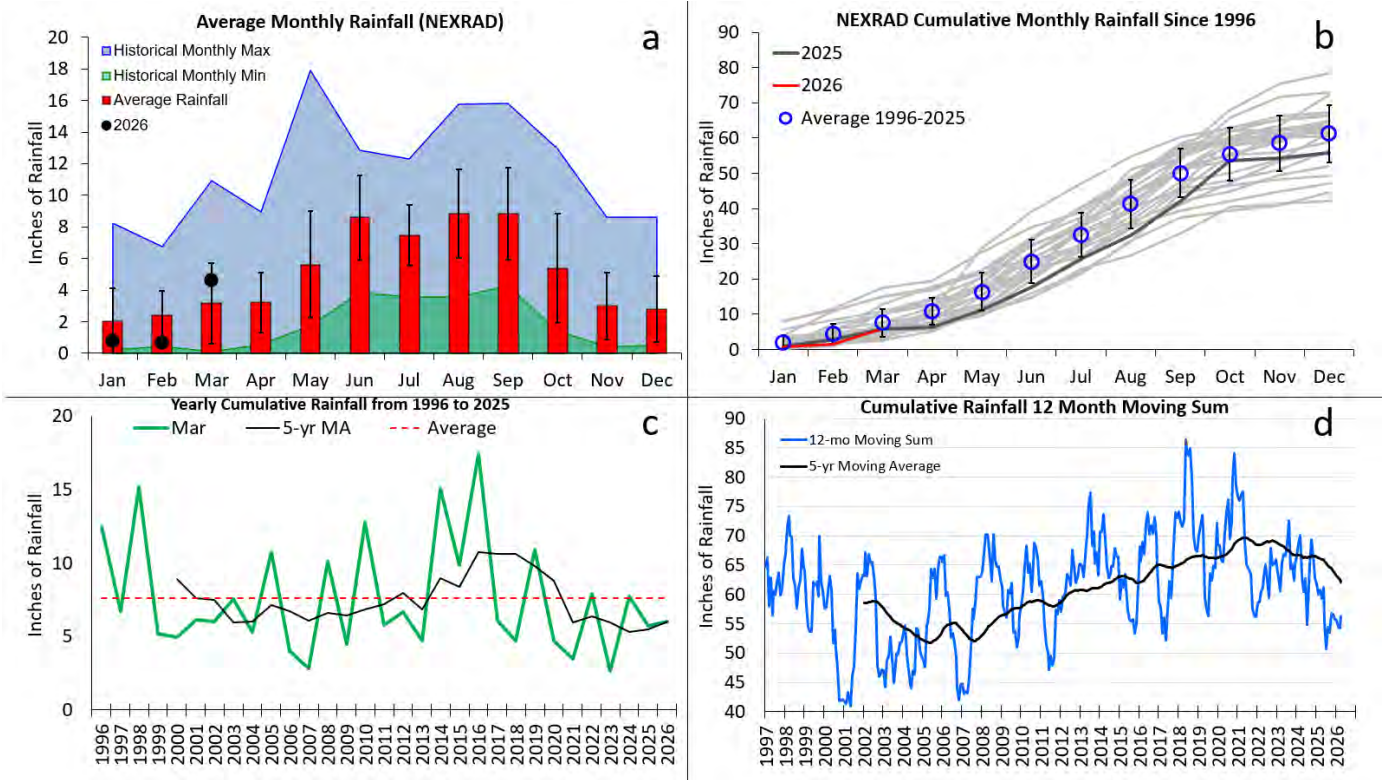 Average Monthly Rainfall (NEXRAD)
a
Inches of Rainfall
20
18
16
14
12
10
8
6
4
2
0
Historical Monthly Max
Historical Monthly Min
Average Rainfall
2026
Jan Feb Mar Apr May Jun Jul Aug Sep Oct Nov Dec
NEXRAD Cumulative Monthly Rainfall Since 1996
b
Inches of Rainfall
90
80
70
60
50
40
30
20
10
0
2025
2026
Average 1996-2025
Jan Feb Mar Apr May Jun Jul Aug Sep Oct Nov Dec
Yearly Cumulative Rainfall from 1996 to 2025
c
Mar 5-yr MA Average
Inches of Rainfall
20
15
10
5
0
1996 1997 1998 1999 2000 2001 2002 2003 2004 2005 2006 2007 2008 2009 2010 2011 2012 2013 2014 2015 2016 2017 2018 2019 2020 2021 2022 2023 2024 2025 2026
Cumulative Rainfall 12 Month Moving Sum
d
12-mo Moving Sum
5-yr Moving Average
Inches of Rainfall
90
85
80
75
70
65
60
55
50
45
40
1997 1998 1999 2000 2001 2002 2003 2004 2005 2006 2007 2008 2009 2010 2011 2012 2013 2014 2015 2016 2017 2018 2019 2020 2021 2022 2023 2024 2025 2026